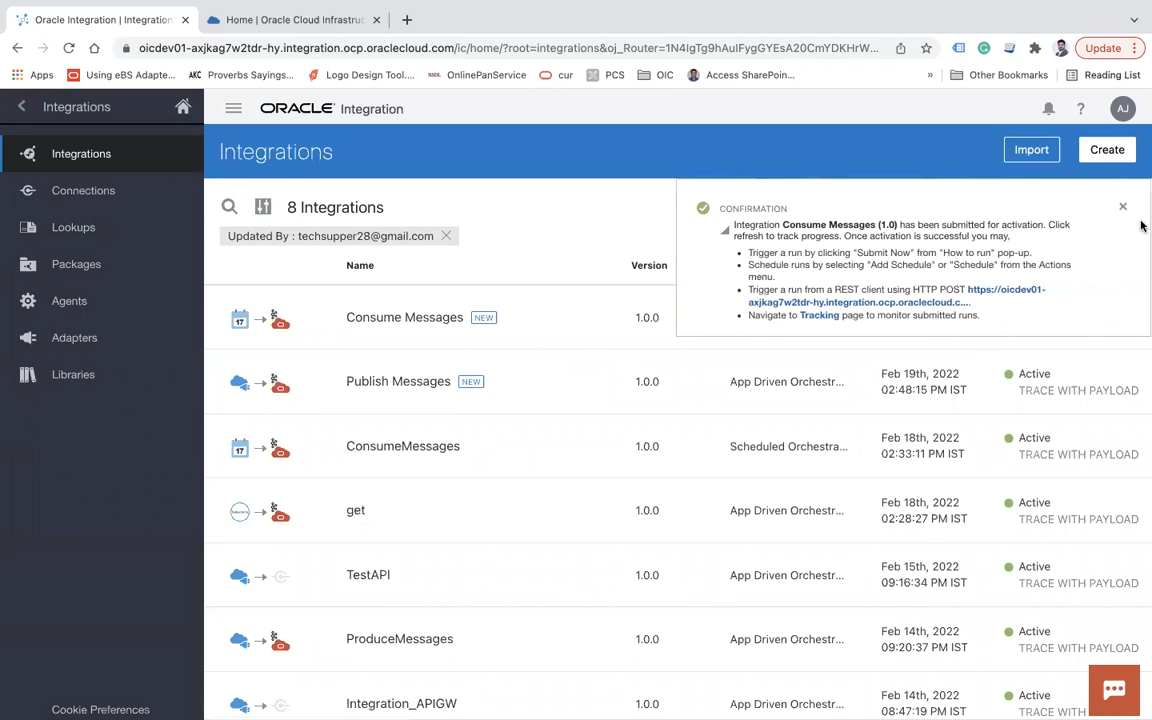 Oracle Integration | Integration
Home | Oracle Cloud Infrastruc
oicdev01-axjkag7w2tdr-hy.integration.ocp.oraclecloud.com/ic/home/?root=integrations&oj_Router=1N4IgTg9hAuIFygGYEsA20CmYDKHrW...
Update
Apps
Using eBS Adapte...
AKC Proverbs Sayings...
Logo Design Tool....
OnlinePanService
cur
PCS
OIC
Access SharePoin...
»
Other Bookmarks
Reading List
Integrations
ORACLE Integration
AJ
Integrations
Connections
Lookups
Packages
Agents
Adapters
Libraries
Cookie Preferences
Integrations
Import
Create
8 Integrations
Updated By : techsupper28@gmail.com
Name
Version
CONFIRMATION
Integration Consume Messages (1.0) has been submitted for activation. Click
refresh to track progress. Once activation is successful you may,
• Trigger a run by clicking "Submit Now" from "How to run" pop-up.
• Schedule runs by selecting "Add Schedule" or "Schedule" from the Actions
menu.
• Trigger a run from a REST client using HTTP POST https://oicdev01-
axjkag7w2tdr-hy.integration.ocp.oraclecloud.c....
• Navigate to Tracking page to monitor submitted runs.
17 Consume Messages NEW 1.0.0
Publish Messages NEW 1.0.0 App Driven Orchestr... Feb 19th, 2022 Active
02:48:15 PM IST TRACE WITH PAYLOAD
17 ConsumeMessages 1.0.0 Scheduled Orchestra... Feb 18th, 2022 Active
02:33:11 PM IST TRACE WITH PAYLOAD
get 1.0.0 App Driven Orchestr... Feb 18th, 2022 Active
02:28:27 PM IST TRACE WITH PAYLOAD
TestAPI 1.0.0 App Driven Orchestr... Feb 15th, 2022 Active
09:16:34 PM IST TRACE WITH PAYLOAD
ProduceMessages 1.0.0 App Driven Orchestr... Feb 14th, 2022 Active
09:20:37 PM IST TRACE WITH PAYLOAD
Integration_APIGW 1.0.0 App Driven Orchestr... Feb 14th, 2022 Active
08:47:19 PM IST TRACE WITH